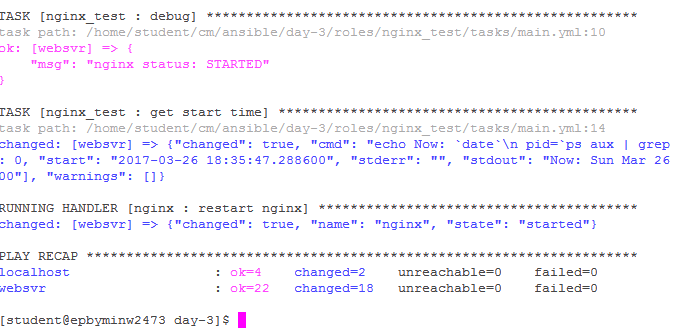 TASK [nginx_test : debug] ******************************************************
task path: /home/student/cm/ansible/day-3/roles/nginx_test/tasks/main.yml:10
ok: [websvr] => {
    "msg": "nginx status: STARTED"
}
TASK [nginx_test : get start time] *********************************************
task path: /home/student/cm/ansible/day-3/roles/nginx_test/tasks/main.yml:14
changed: [websvr] => {"changed": true, "cmd": "echo Now: `date`\n pid=`ps aux | grep
: 0, "start": "2017-03-26 18:35:47.288600", "stderr": "", "stdout": "Now: Sun Mar 26
00"], "warnings": []}
RUNNING HANDLER [nginx : restart nginx] ****************************************
changed: [websvr] => {"changed": true, "name": "nginx", "state": "started"}
PLAY RECAP *********************************************************************
localhost                  : ok=4    changed=2    unreachable=0    failed=0
websvr                     : ok=22   changed=18   unreachable=0    failed=0
[student@epbyminw2473 day-3]$